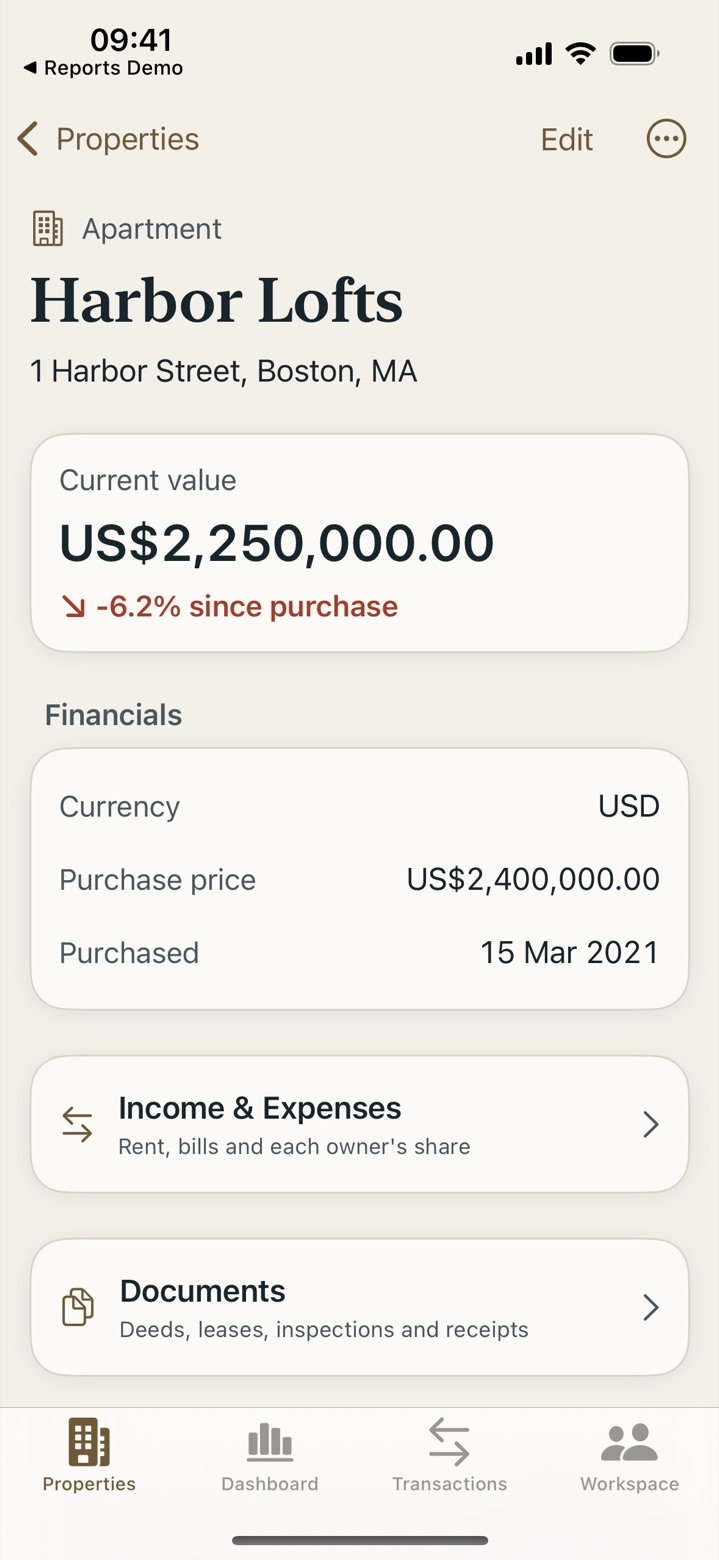 09:41
Reports Demo
Properties
Edit
Apartment
Harbor Lofts
1 Harbor Street, Boston, MA
Current value
US$2,250,000.00
-6.2% since purchase
Financials
Currency USD
Purchase price US$2,400,000.00
Purchased 15 Mar 2021
Income & Expenses
Rent, bills and each owner's share
Documents
Deeds, leases, inspections and receipts
Properties Dashboard Transactions Workspace